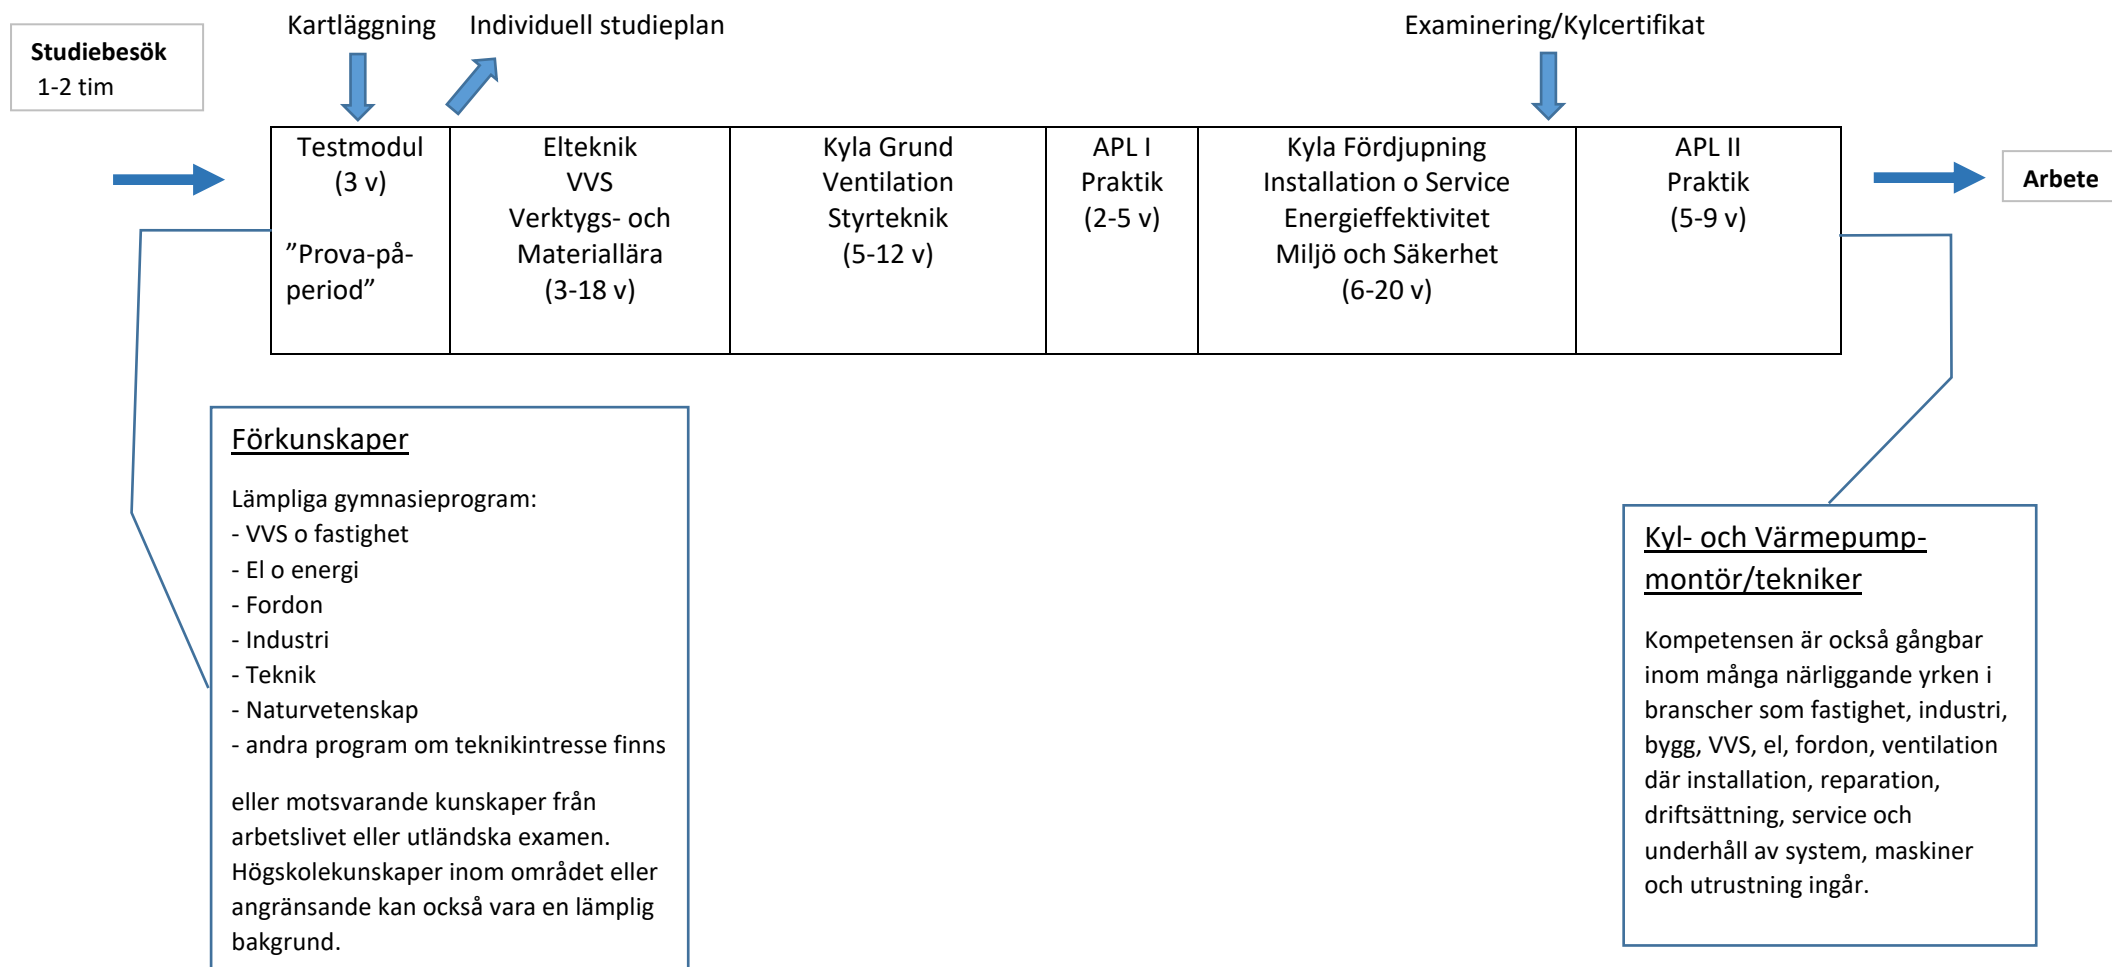 Kartläggning
Individuell studieplan
Examinering/Kylcertifikat
Studiebesök
1-2 tim
Testmodul
(3 v)
”Prova-på-
period”
Elteknik
VVS
Verktygs- och
Materiallära
(3-18 v)
Kyla Grund
Ventilation
Styrteknik
(5-12 v)
APL I
Praktik
(2-5 v)
Kyla Fördjupning
Installation o Service
Energieffektivitet
Miljö och Säkerhet
(6-20 v)
APL II
Praktik
(5-9 v)
Arbete
Förkunskaper
Lämpliga gymnasieprogram:
- VVS o fastighet
- El o energi
- Fordon
- Industri
- Teknik
- Naturvetenskap
- andra program om teknikintresse finns
eller motsvarande kunskaper från
arbetslivet eller utländska examen.
Högskolekunskaper inom området eller
angränsande kan också vara en lämplig
bakgrund.
Kyl- och Värmepump-
montör/tekniker
Kompetensen är också gångbar
inom många närliggande yrken i
branscher som fastighet, industri,
bygg, VVS, el, fordon, ventilation
där installation, reparation,
driftsättning, service och
underhåll av system, maskiner
och utrustning ingår.